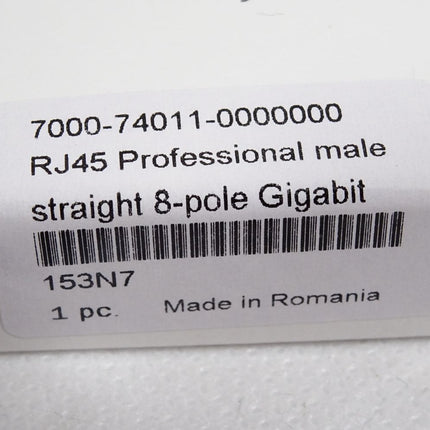 7000-74011-0000000
RJ45 Professional male
straight 8-pole Gigabit
153N7
1 pc. Made in Romania